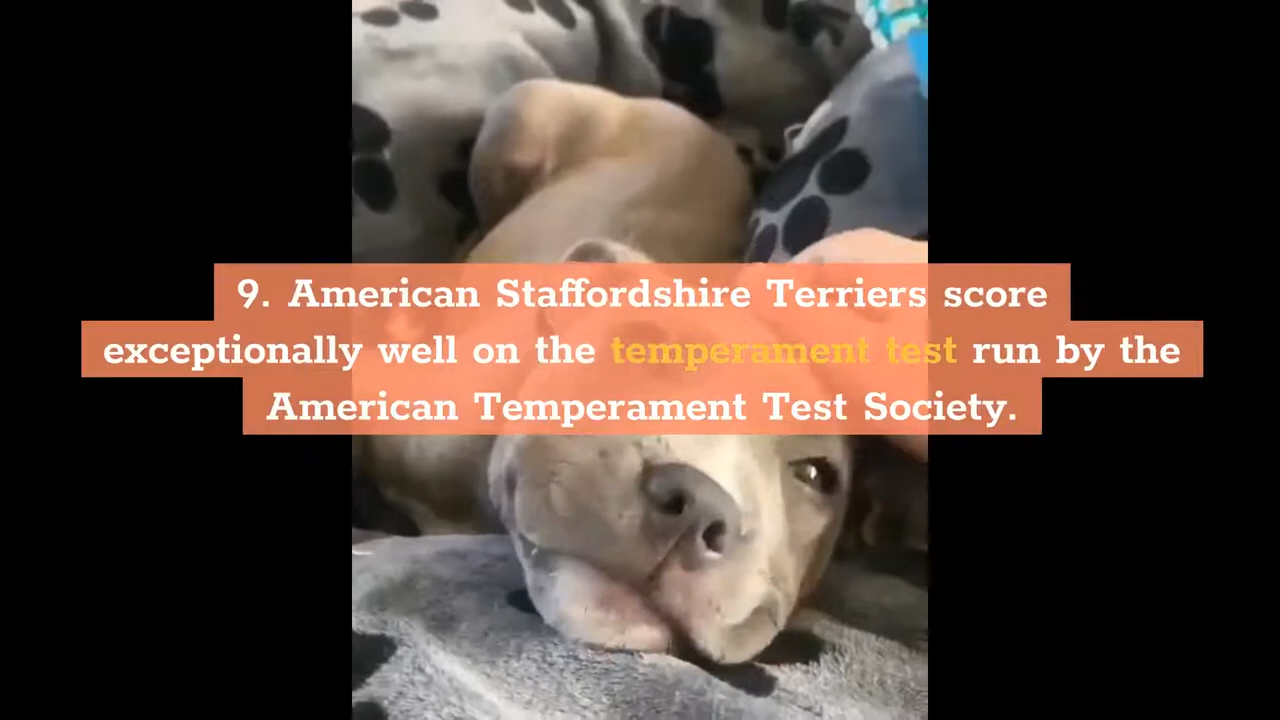 9. American Staffordshire Terriers score
exceptionally well on the temperament test run by the
American Temperament Test Society.